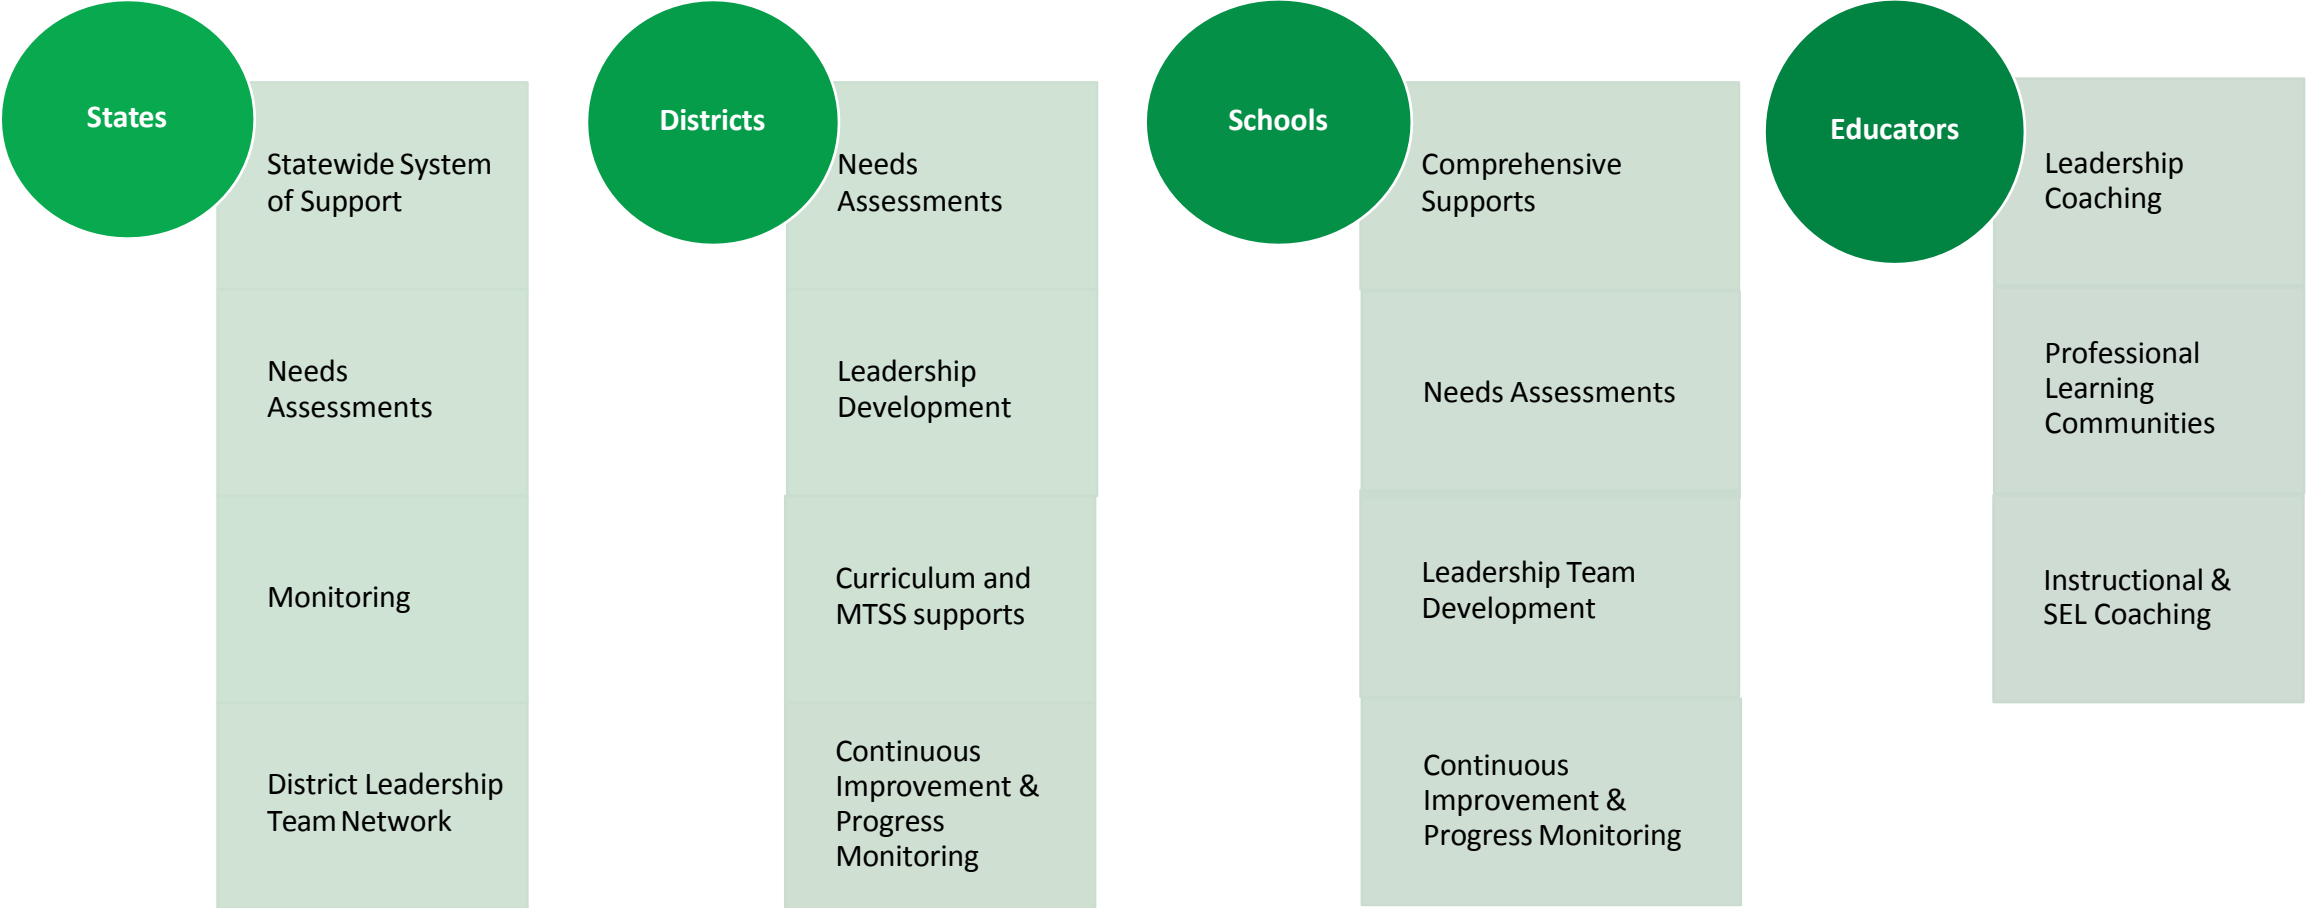 States
Statewide System
of Support
Needs
Assessments
Monitoring
District Leadership
Team Network
Districts
Needs
Assessments
Leadership
Development
Curriculum and
MTSS supports
Continuous
Improvement &
Progress
Monitoring
Schools
Comprehensive
Supports
Needs Assessments
Leadership Team
Development
Continuous
Improvement &
Progress Monitoring
Educators
Leadership
Coaching
Professional
Learning
Communities
Instructional &
SEL Coaching